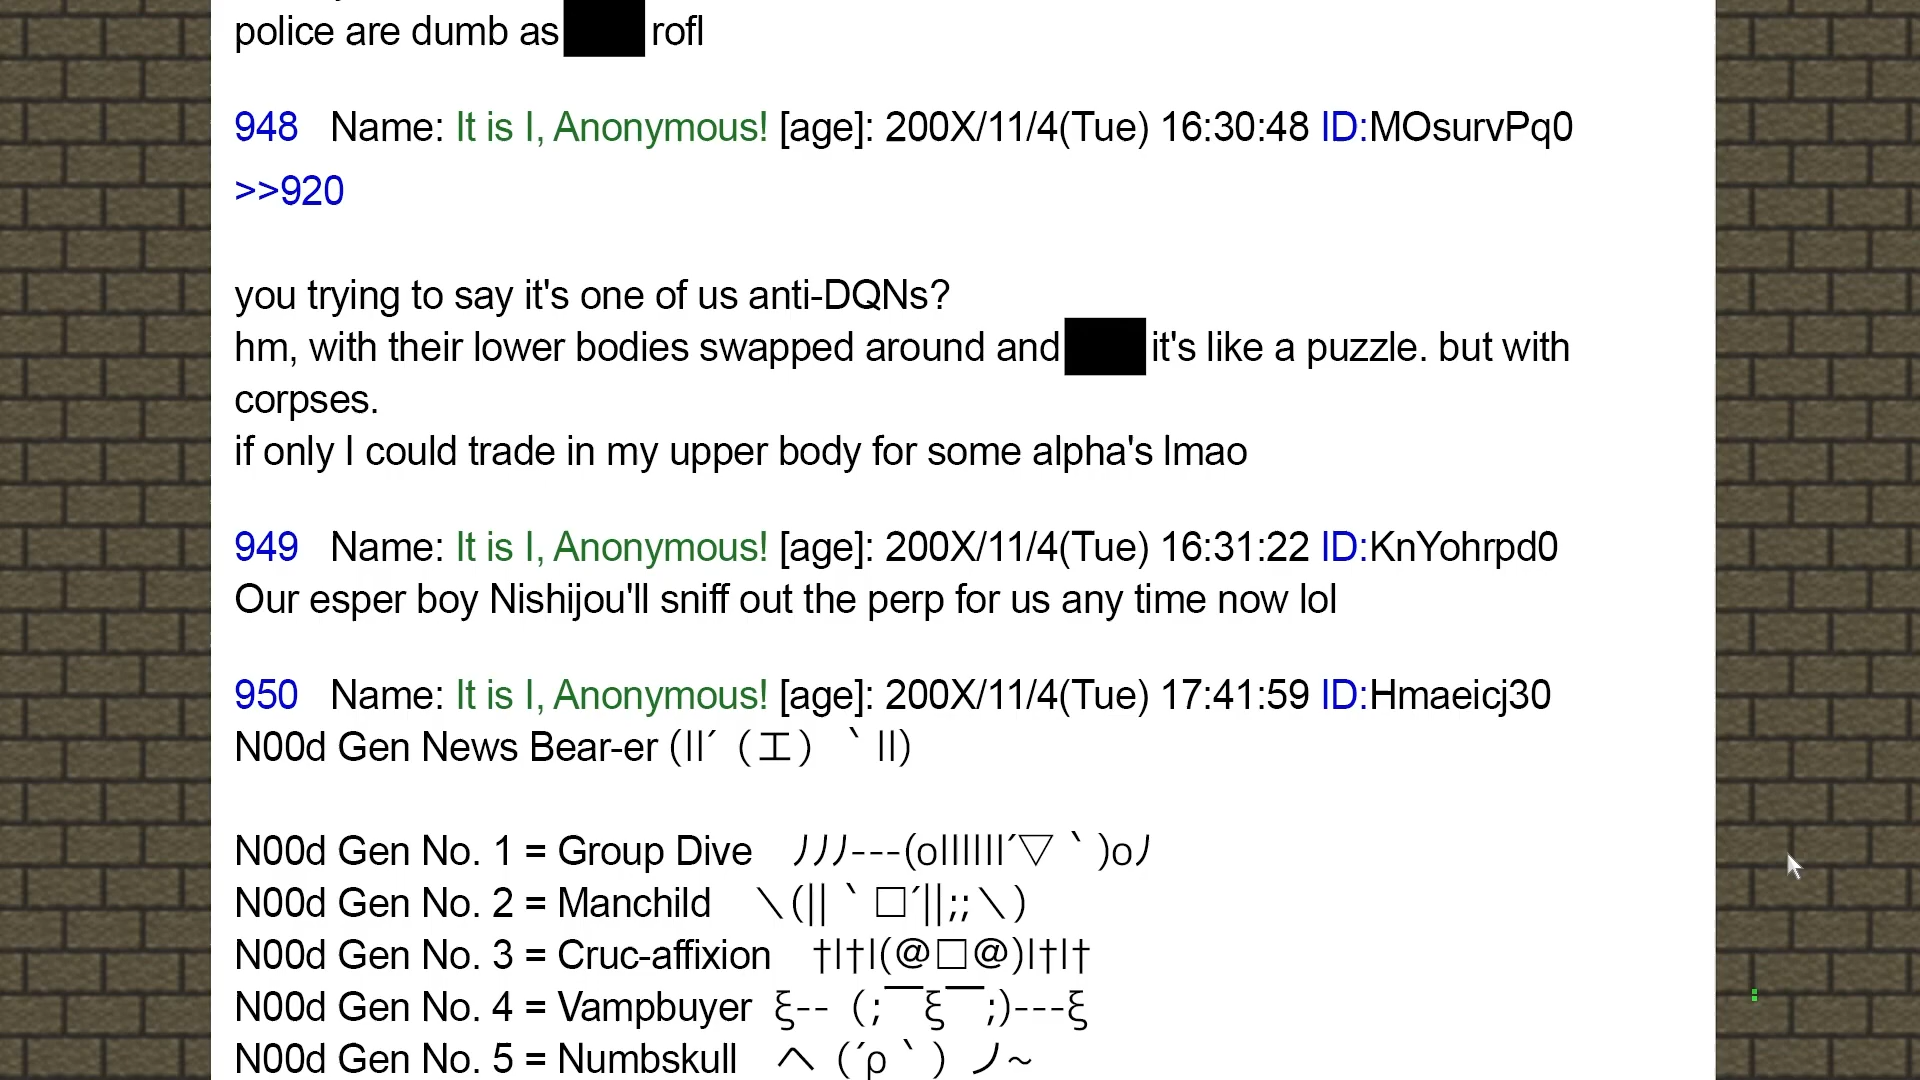 police are dumb as rofl
948 Name: It is I, Anonymous! [age]: 200X/11/4(Tue) 16:30:48 ID:MOsurvPq0
>>920
you trying to say it's one of us anti-DQNs?
hm, with their lower bodies swapped around and it's like a puzzle. but with
corpses.
if only I could trade in my upper body for some alpha's lmao
949 Name: It is I, Anonymous! [age]: 200X/11/4(Tue) 16:31:22 ID:KnYohrpd0
Our esper boy Nishijou'll sniff out the perp for us any time now lol
950 Name: It is I, Anonymous! [age]: 200X/11/4(Tue) 17:41:59 ID:Hmaeicj30
N00d Gen News Bear-er (ll´（エ）｀ll)
N00d Gen No. 1 = Group Dive ﾉﾉﾉ---(ollllll´▽｀)oﾉ
N00d Gen No. 2 = Manchild ＼(||｀□´||;;＼)
N00d Gen No. 3 = Cruc-affixion †l†l(@□@)l†l†
N00d Gen No. 4 = Vampbuyer ξ--（;￣ξ￣;)---ξ
N00d Gen No. 5 = Numbskull ヘ（´ρ｀）ノ~